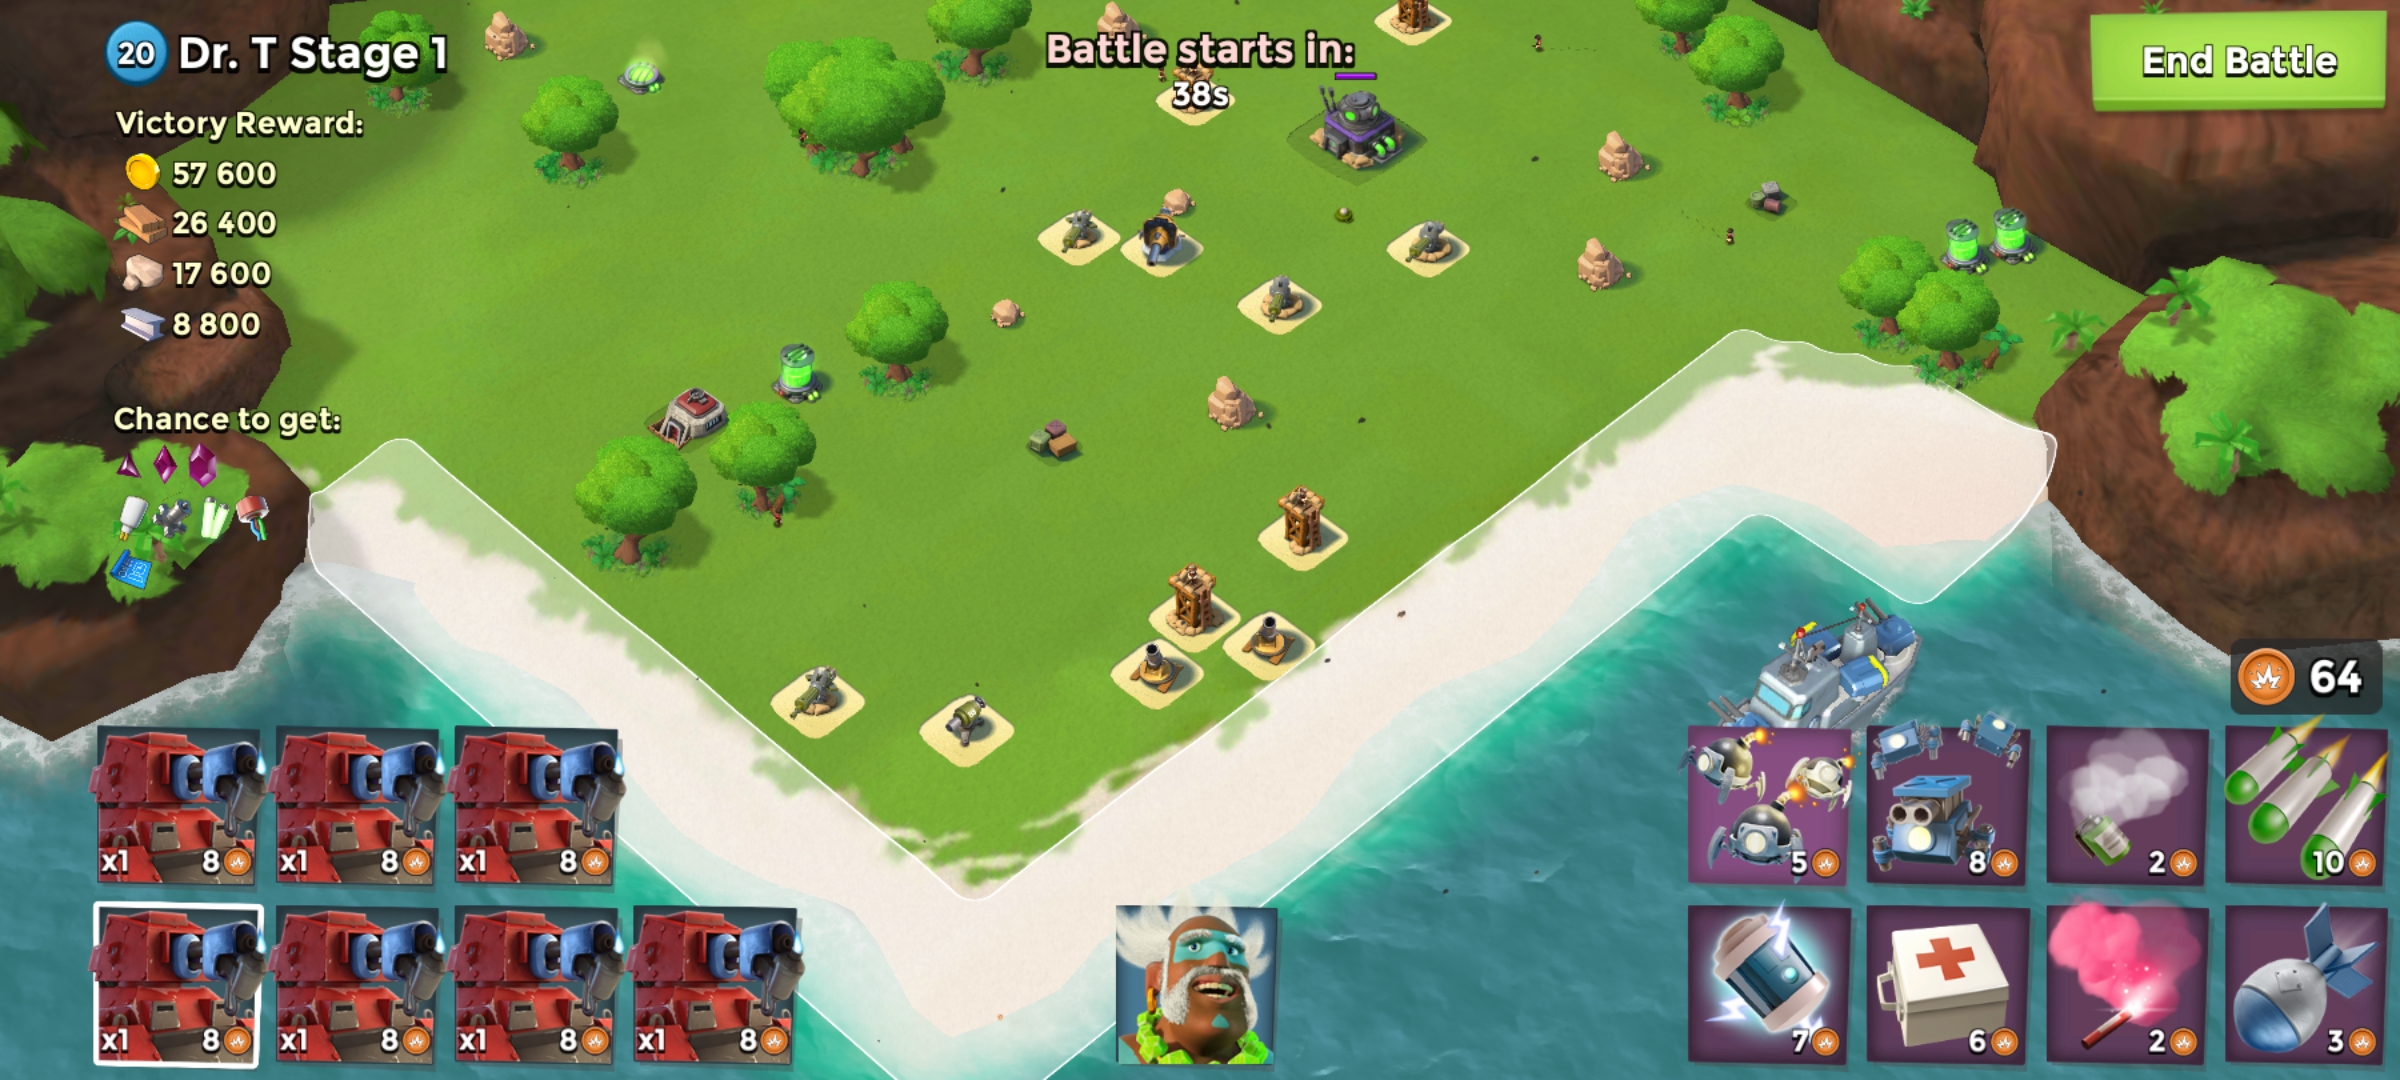 20 Dr. T Stage 1
Battle starts in:
38s
End Battle
Victory Reward:
57 600
26 400
17 600
8 800
Chance to get:
64
x1 8
x1 8
x1 8
5
8
2
10
x1 8
x1 8
x1 8
x1 8
7
6
2
3